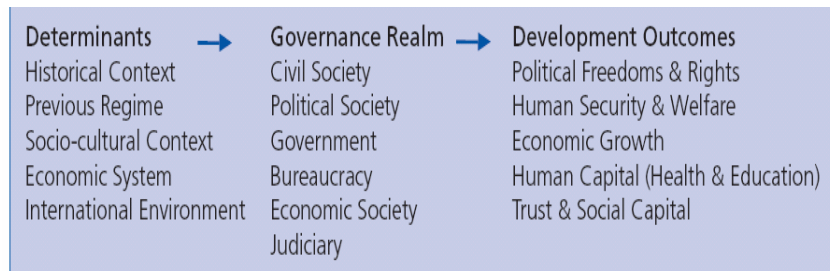 Determinants → Governance Realm → Development Outcomes
Historical Context Civil Society Political Freedoms & Rights
Previous Regime Political Society Human Security & Welfare
Socio-cultural Context Government Economic Growth
Economic System Bureaucracy Human Capital (Health & Education)
International Environment Economic Society Trust & Social Capital
Judiciary